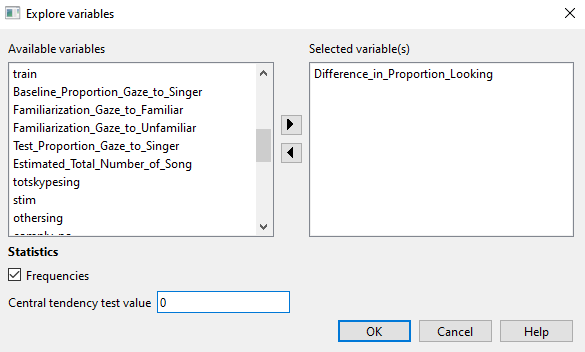 Explore variables
Available variables
train
Baseline_Proportion_Gaze_to_Singer
Familiarization_Gaze_to_Familiar
Familiarization_Gaze_to_Unfamiliar
Test_Proportion_Gaze_to_Singer
Estimated_Total_Number_of_Song
totskypesing
stim
othersing
Selected variable(s)
Difference_in_Proportion_Looking
Statistics
Frequencies
Central tendency test value 0
OK Cancel Help